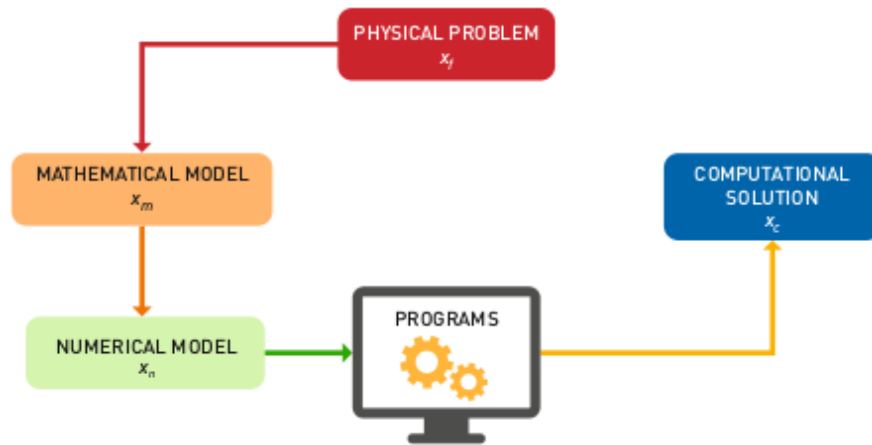 PHYSICAL PROBLEM
x_f
MATHEMATICAL MODEL
x_m
COMPUTATIONAL
SOLUTION
x_c
NUMERICAL MODEL
x_n
PROGRAMS